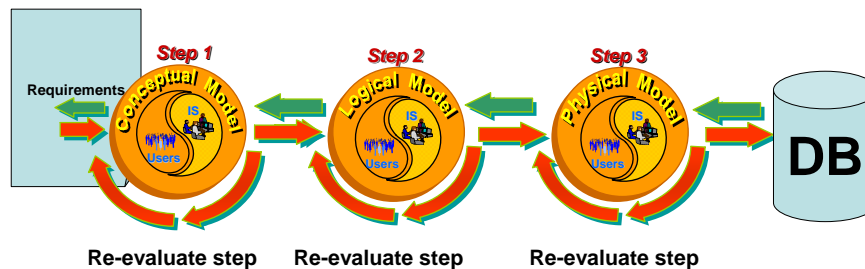 Step 1
Step 2
Step 3
Requirements
Conceptual Model
IS
Users
Logical Model
IS
Users
Physical Model
IS
Users
DB
Re-evaluate step
Re-evaluate step
Re-evaluate step